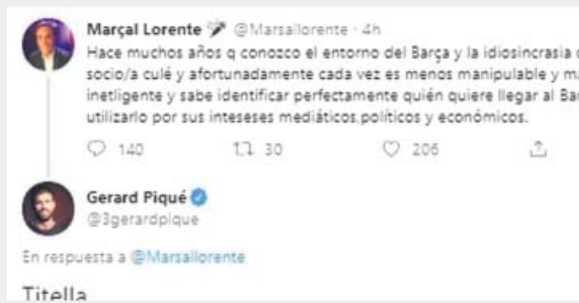 Marçal Lorente @Marsallorente · 4h
Hace muchos años q conozco el entorno del Barça y la idiosincrasia
socio/a culé y afortunadamente cada vez es menos manipulable y
inetligente y sabe identificar perfectamente quién quiere llegar al
utilizarlo por sus inteseses mediáticos,políticos y económicos.
140 30 206
Gerard Piqué
@3gerardpique
En respuesta a @Marsallorente
Titella